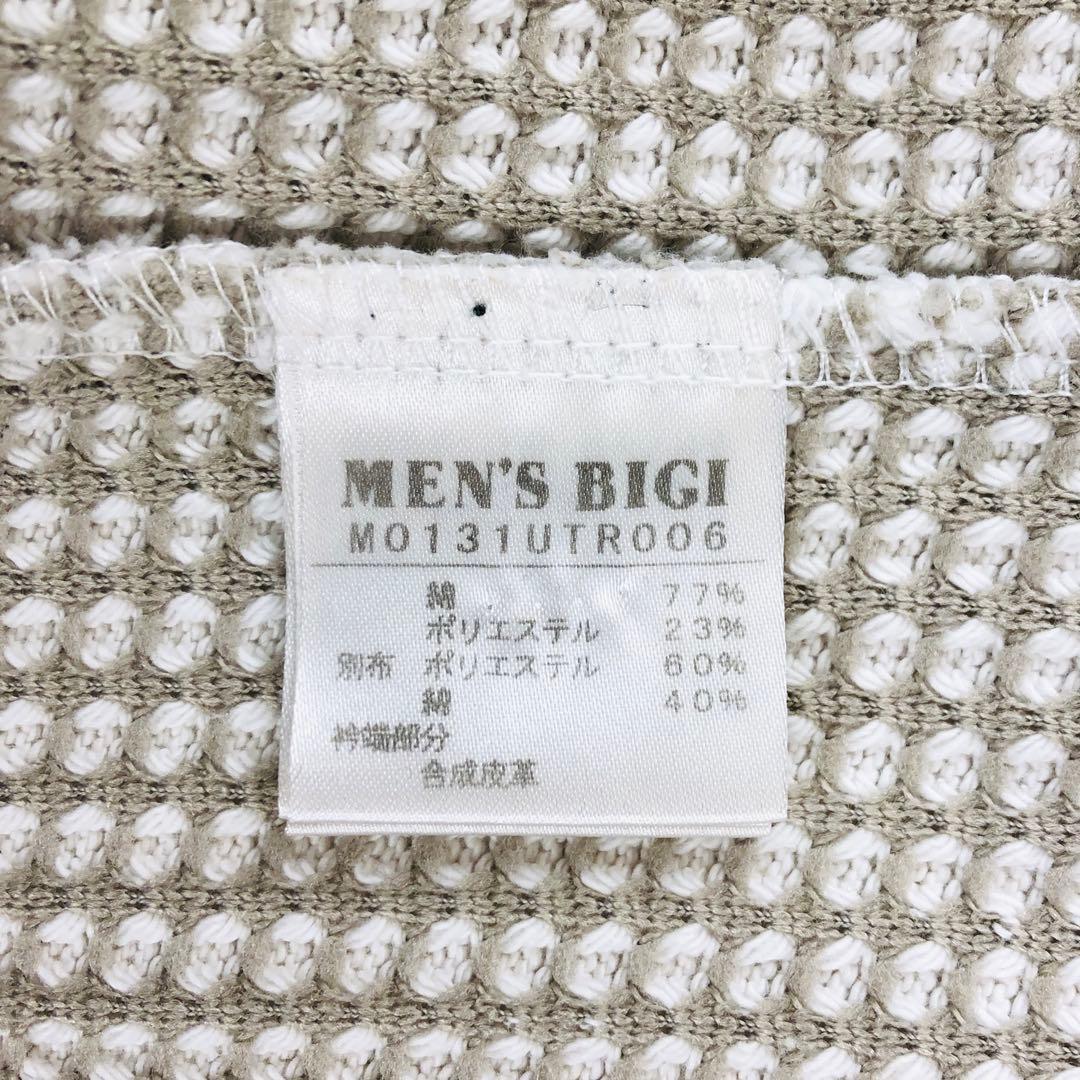 MEN'S BIGI
M0131UTR006
綿 77%
ポリエステル 23%
別布 ポリエステル 60%
綿 40%
衿端部分
合成皮革